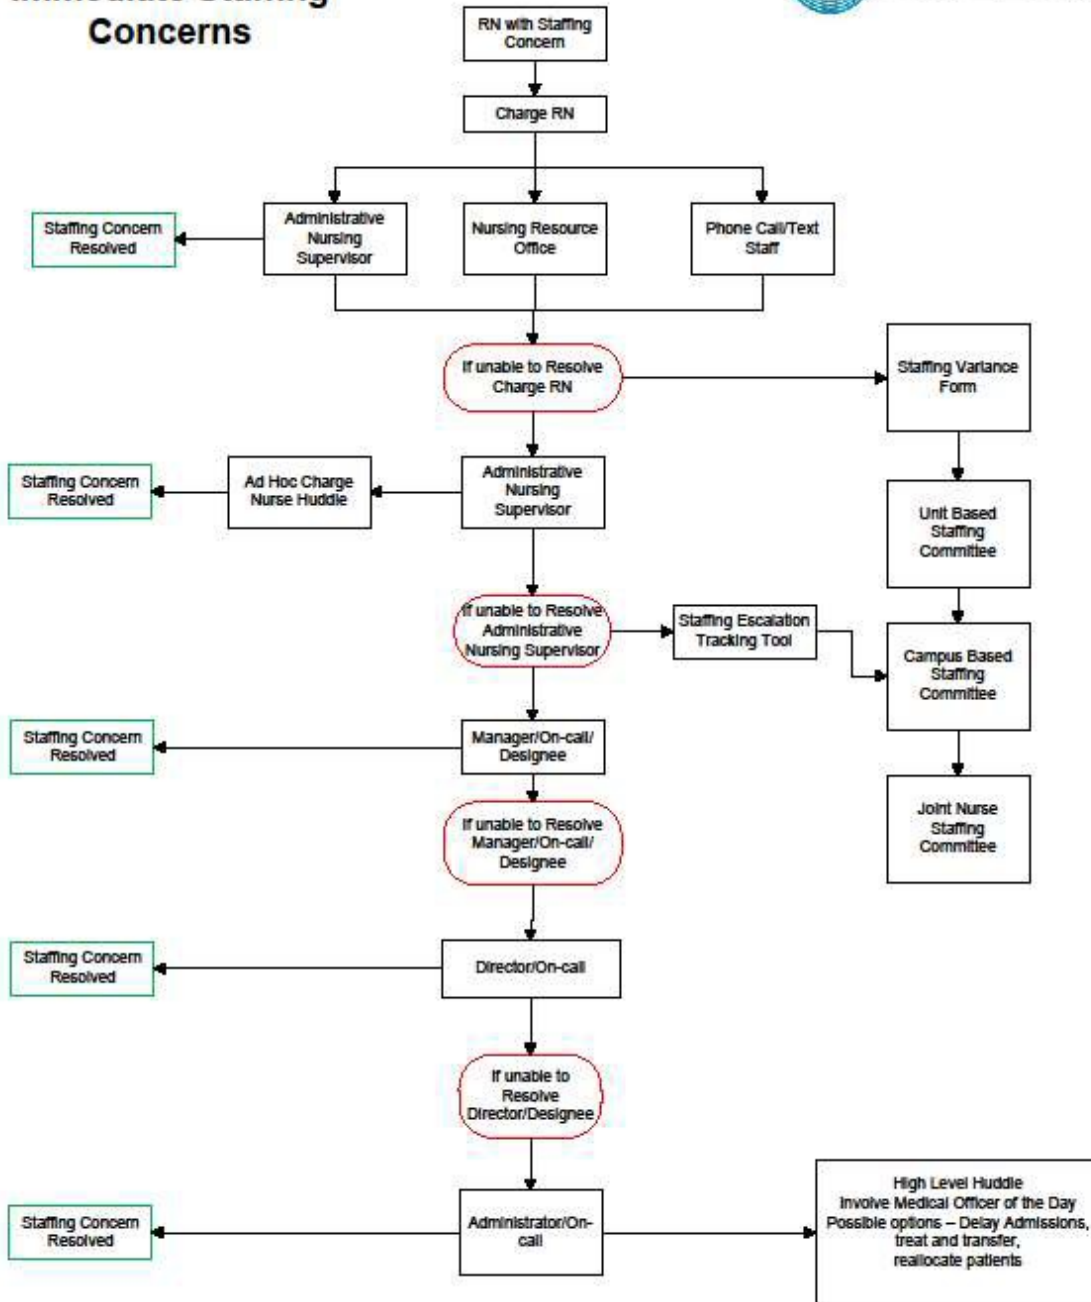 Concerns
RN with Staffing
Concern
Charge RN
Staffing Concern
Resolved
Administrative
Nursing
Supervisor
Nursing Resource
Office
Phone Call/Text
Staff
If unable to Resolve
Charge RN
Staffing Variance
Form
Staffing Concern
Resolved
Ad Hoc Charge
Nurse Huddle
Administrative
Nursing
Supervisor
Unit Based
Staffing
Committee
If unable to Resolve
Administrative
Nursing Supervisor
Staffing Escalation
Tracking Tool
Campus Based
Staffing
Committee
Staffing Concern
Resolved
Manager/On-call/
Designee
If unable to Resolve
Manager/On-call/
Designee
Joint Nurse
Staffing
Committee
Staffing Concern
Resolved
Director/On-call
If unable to
Resolve
Director/Designee
Staffing Concern
Resolved
Administrator/On-
call
High Level Huddle
Involve Medical Officer of the Day
Possible options – Delay Admissions,
treat and transfer,
reallocate patients